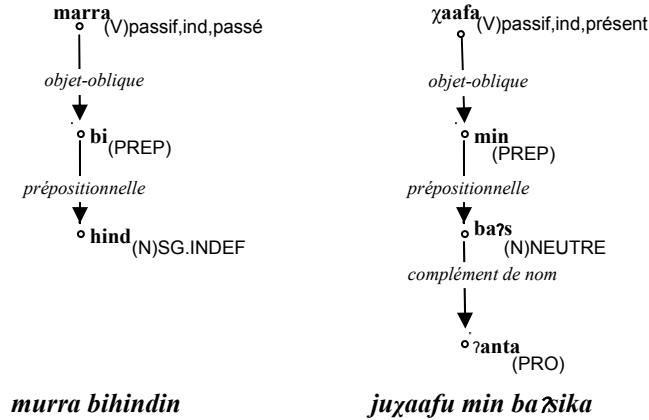 marra (V)passif,ind,passé
objet-oblique
bi (PREP)
prépositionnelle
hind (N)SG.INDEF
murra bihindin
χaafa (V)passif,ind,présent
objet-oblique
min (PREP)
prépositionnelle
baʔs (N)NEUTRE
complément de nom
ʔanta (PRO)
juχaafu min baʔsika